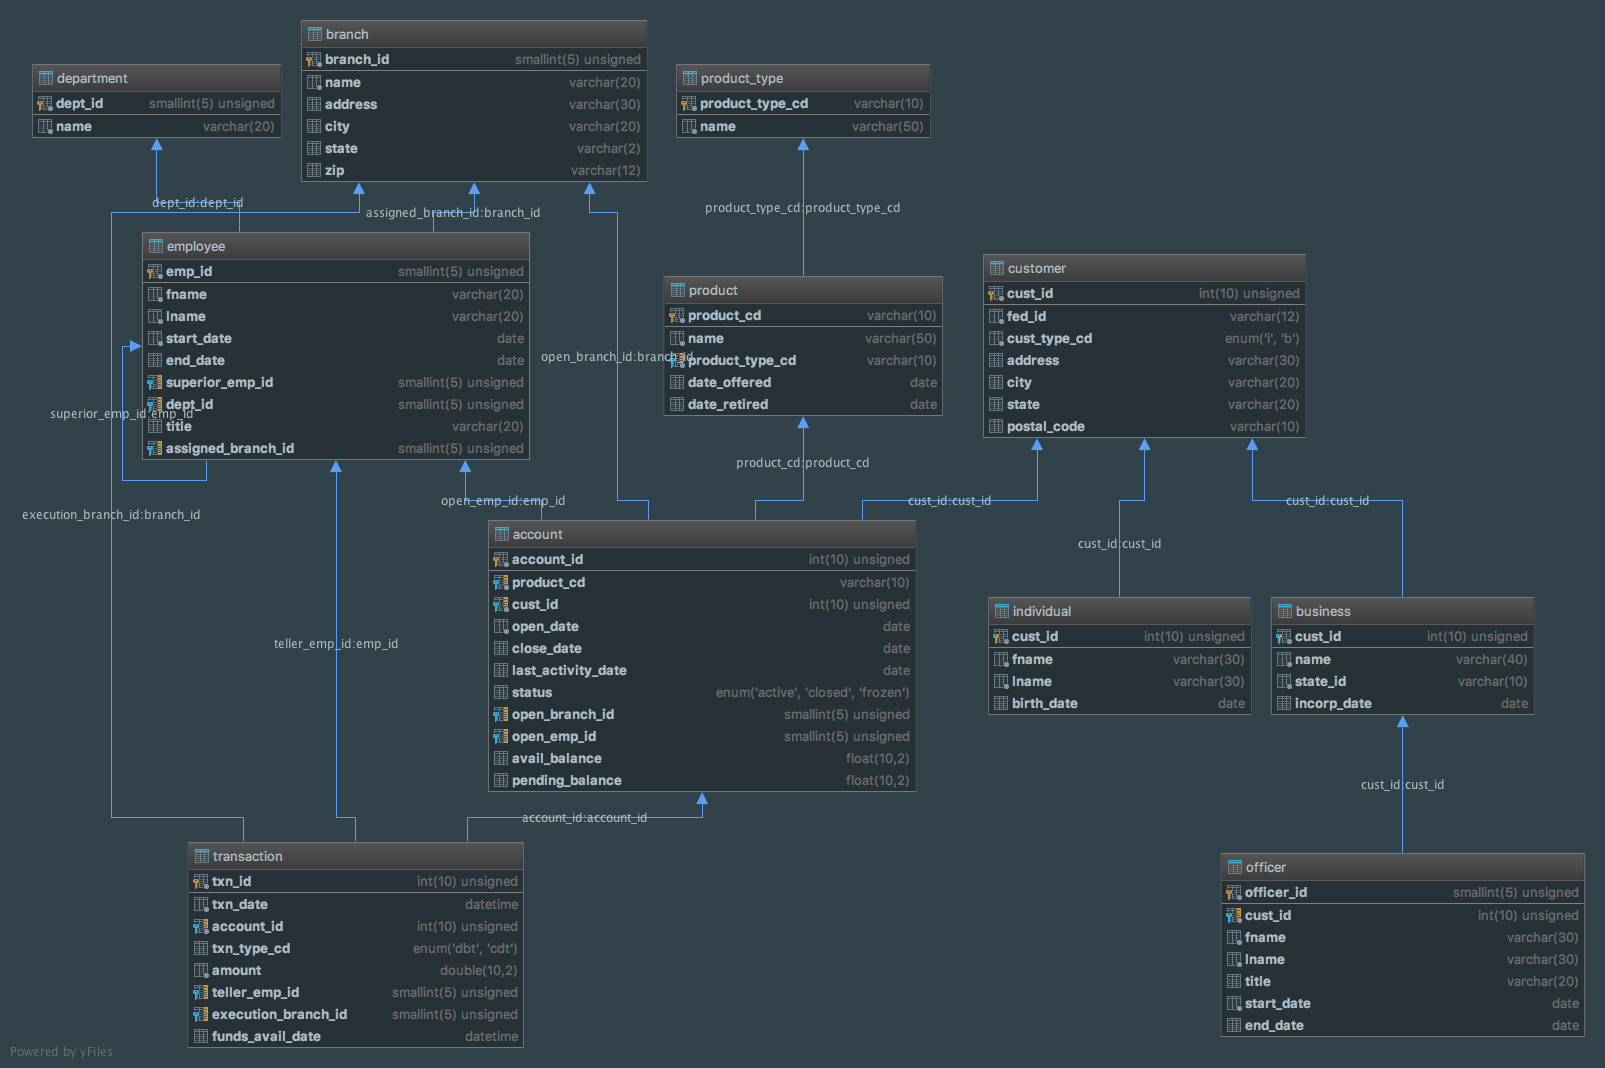 branch
branch_id smallint(5) unsigned
name varchar(20)
address varchar(30)
city varchar(20)
state varchar(2)
zip varchar(12)
department
dept_id smallint(5) unsigned
name varchar(20)
product_type
product_type_cd varchar(10)
name varchar(50)
dept_id:dept_id
assigned_branch_id:branch_id
product_type_cd:product_type_cd
employee
emp_id smallint(5) unsigned
fname varchar(20)
lname varchar(20)
start_date date
end_date date
superior_emp_id smallint(5) unsigned
dept_id smallint(5) unsigned
title varchar(20)
assigned_branch_id smallint(5) unsigned
superior_emp_id:emp_id
open_branch_id:branch_id
product
product_cd varchar(10)
name varchar(50)
product_type_cd varchar(10)
date_offered date
date_retired date
customer
cust_id int(10) unsigned
fed_id varchar(12)
cust_type_cd enum('i', 'b')
address varchar(30)
city varchar(20)
state varchar(20)
postal_code varchar(10)
product_cd:product_cd
execution_branch_id:branch_id
open_emp_id:emp_id
cust_id:cust_id
cust_id:cust_id
cust_id:cust_id
account
account_id int(10) unsigned
product_cd varchar(10)
cust_id int(10) unsigned
open_date date
close_date date
last_activity_date date
status enum('active', 'closed', 'frozen')
open_branch_id smallint(5) unsigned
open_emp_id smallint(5) unsigned
avail_balance float(10,2)
pending_balance float(10,2)
individual
cust_id int(10) unsigned
fname varchar(30)
lname varchar(30)
birth_date date
business
cust_id int(10) unsigned
name varchar(40)
state_id varchar(10)
incorp_date date
teller_emp_id:emp_id
cust_id:cust_id
account_id:account_id
transaction
txn_id int(10) unsigned
txn_date datetime
account_id int(10) unsigned
txn_type_cd enum('dbt', 'cdt')
amount double(10,2)
teller_emp_id smallint(5) unsigned
execution_branch_id smallint(5) unsigned
funds_avail_date datetime
officer
officer_id smallint(5) unsigned
cust_id int(10) unsigned
fname varchar(30)
lname varchar(30)
title varchar(20)
start_date date
end_date date
Powered by yFiles